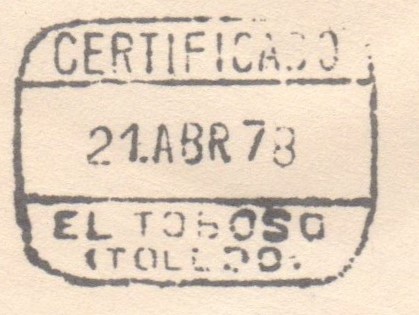 CERTIFICADO
21.ABR 78
EL TOBOSO
(TOLEDO)